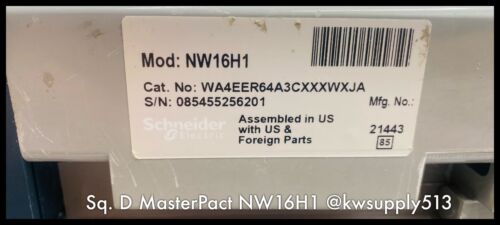 Mod: NW16H1
Cat. No: WA4EER64A3CXXXWXJA
S/N: 085455256201
Mfg. No.:
Schneider
Electric
Assembled in US
with US &
Foreign Parts
21443
85
Sq. D MasterPact NW16H1 @kwsupply513